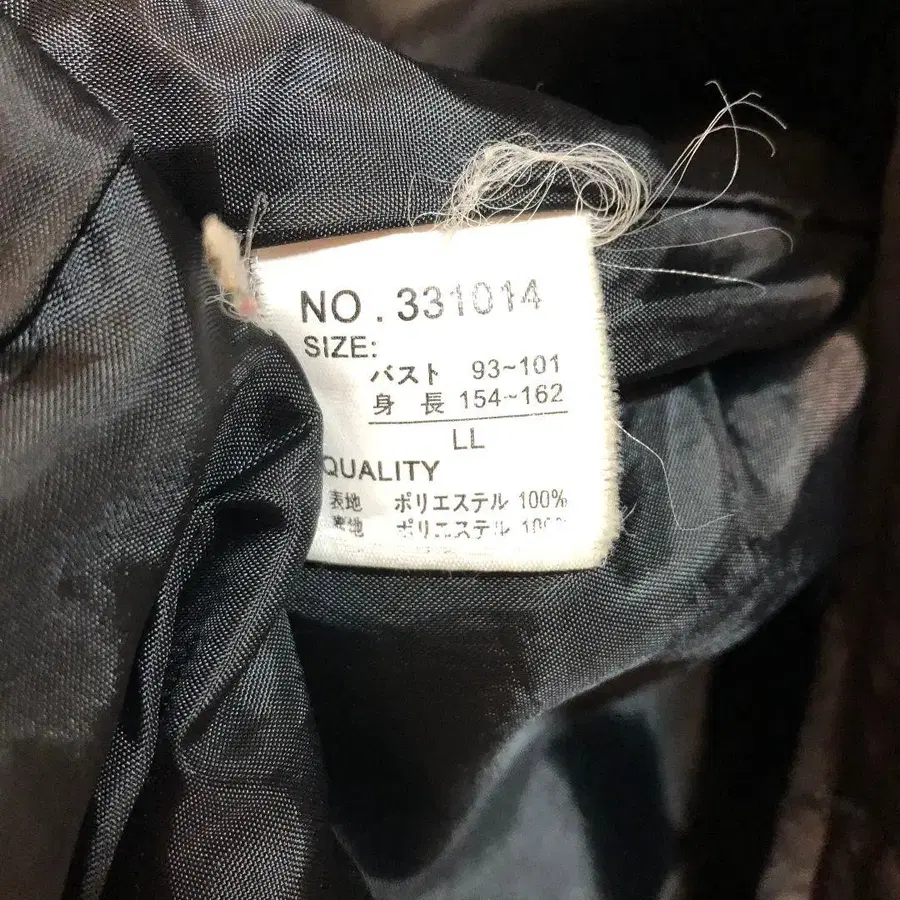 NO.331014
SIZE:
バスト 93~101
身長 154~162
LL
QUALITY
表地 ポリエステル 100%
裏地 ポリエステル 100%